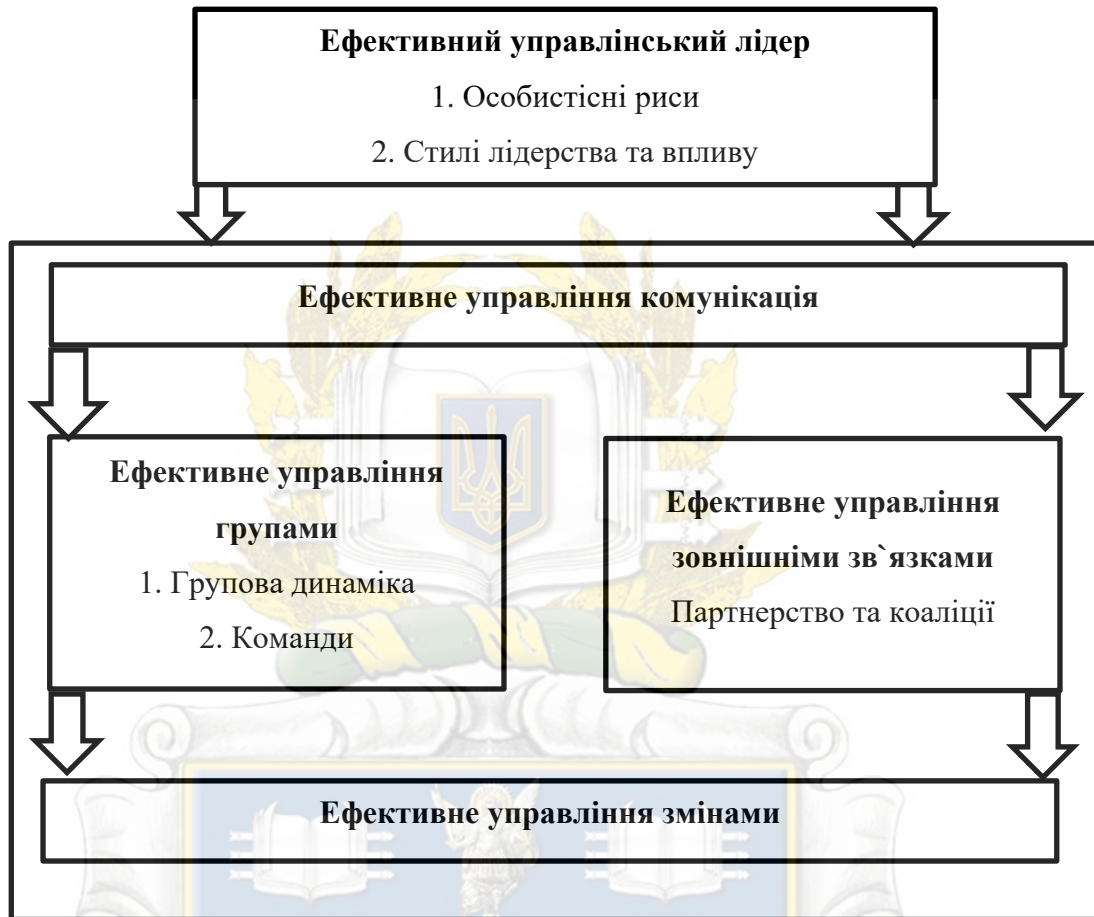 Ефективний управлінський лідер
1. Особистісні риси
2. Стилі лідерства та впливу
Ефективне управління комунікація
Ефективне управління
групами
1. Групова динаміка
2. Команди
Ефективне управління
зовнішніми зв`язками
Партнерство та коаліції
Ефективне управління змінами